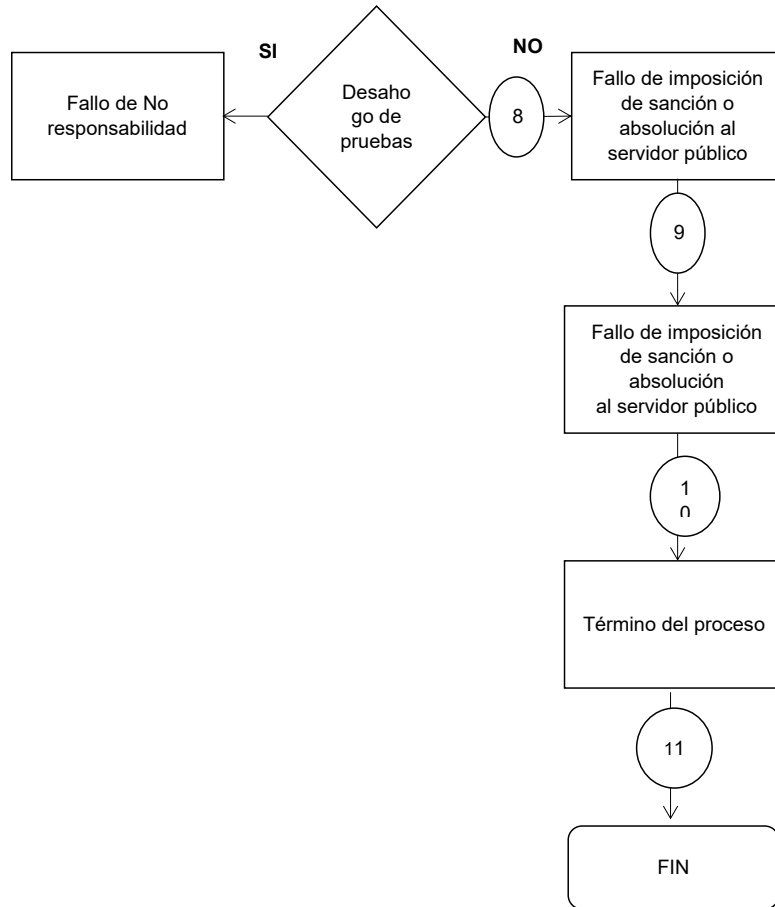 SI
NO
Fallo de No
responsabilidad
Desaho
go de
pruebas
8
Fallo de imposición
de sanción o
absolución al
servidor público
9
Fallo de imposición
de sanción o
absolución
al servidor público
1
0
Término del proceso
11
FIN